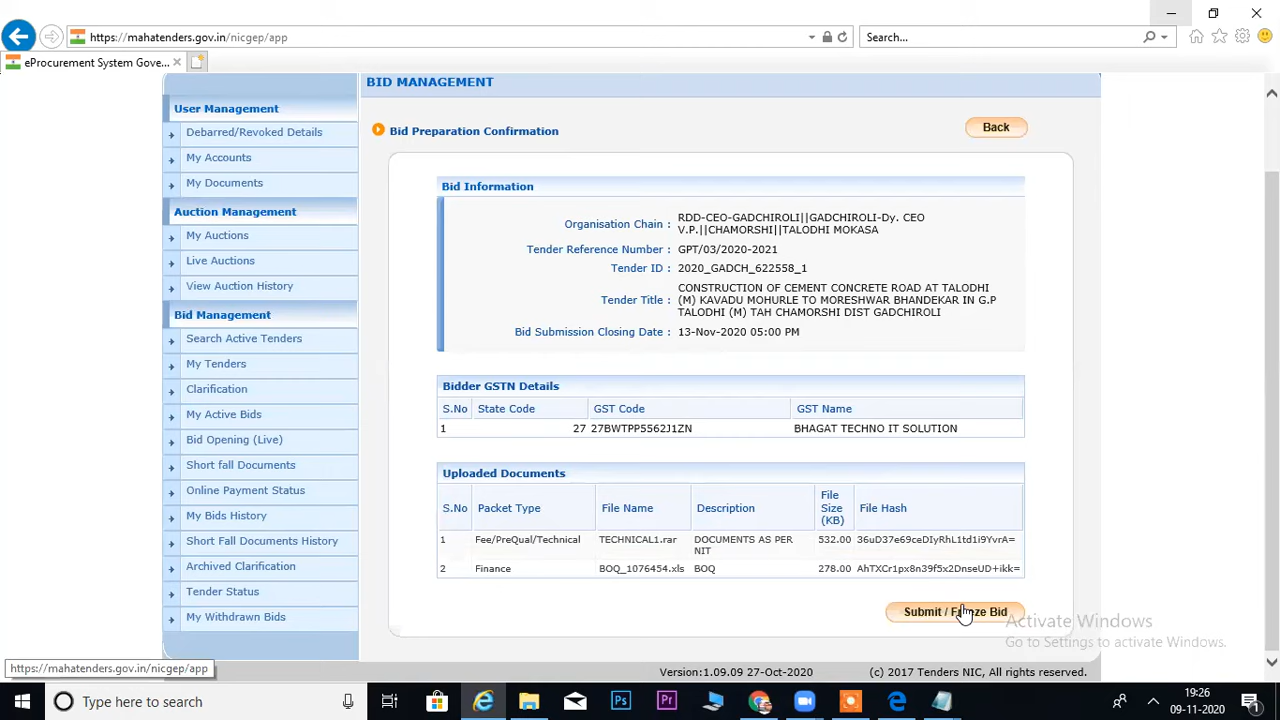 https://mahatenders.gov.in/nicgep/app
Search...
eProcurement System Gove...
BID MANAGEMENT
User Management
Debarred/Revoked Details
My Accounts
My Documents
Auction Management
My Auctions
Live Auctions
View Auction History
Bid Management
Search Active Tenders
My Tenders
Clarification
My Active Bids
Bid Opening (Live)
Short fall Documents
Online Payment Status
My Bids History
Short Fall Documents History
Archived Clarification
Tender Status
My Withdrawn Bids
Bid Preparation Confirmation
Back
Bid Information
Organisation Chain : RDD-CEO-GADCHIROLI||GADCHIROLI-Dy. CEO
V.P.||CHAMORSHI||TALODHI MOKASA
Tender Reference Number : GPT/03/2020-2021
Tender ID : 2020_GADCH_622558_1
Tender Title : CONSTRUCTION OF CEMENT CONCRETE ROAD AT TALODHI
(M) KAVADU MOHURLE TO MORESHWAR BHANDEKAR IN G.P
TALODHI (M) TAH CHAMORSHI DIST GADCHIROLI
Bid Submission Closing Date : 13-Nov-2020 05:00 PM
Bidder GSTN Details
S.No State Code GST Code GST Name
1 27 27BWTPP5562J1ZN BHAGAT TECHNO IT SOLUTION
Uploaded Documents
S.No Packet Type File Name Description File Size (KB) File Hash
1 Fee/PreQual/Technical TECHNICAL1.rar DOCUMENTS AS PER NIT 532.00 36uD37e69ceDIyRhL1td1i9YvrA=
2 Finance BOQ_1076454.xls BOQ 278.00 AhTXCr1px8n39f5x2DnseUD+ikk=
Submit / Freeze Bid
Activate Windows
Go to Settings to activate Windows.
https://mahatenders.gov.in/nicgep/app
Version:1.09.09 27-Oct-2020
(c) 2017 Tenders NIC, All rights reserved.
Type here to search
Ps
Pr
19:26
09-11-2020
1